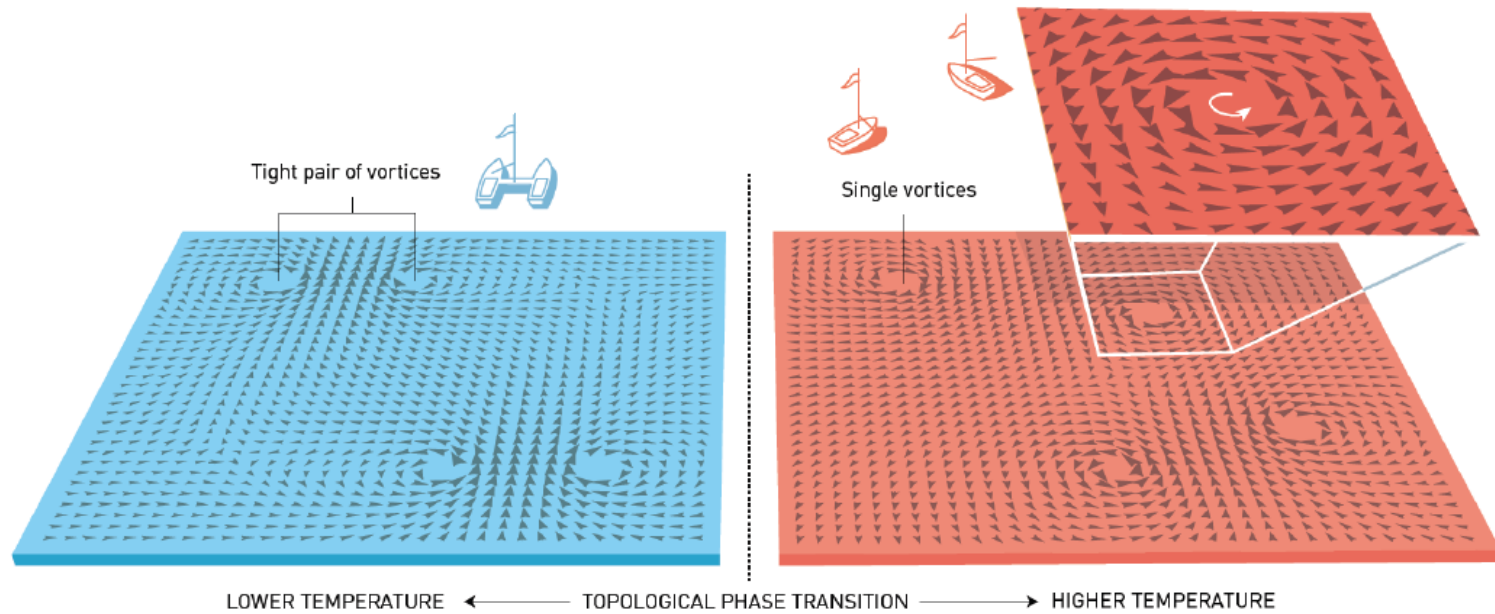 Tight pair of vortices
Single vortices
LOWER TEMPERATURE
TOPOLOGICAL PHASE TRANSITION
HIGHER TEMPERATURE